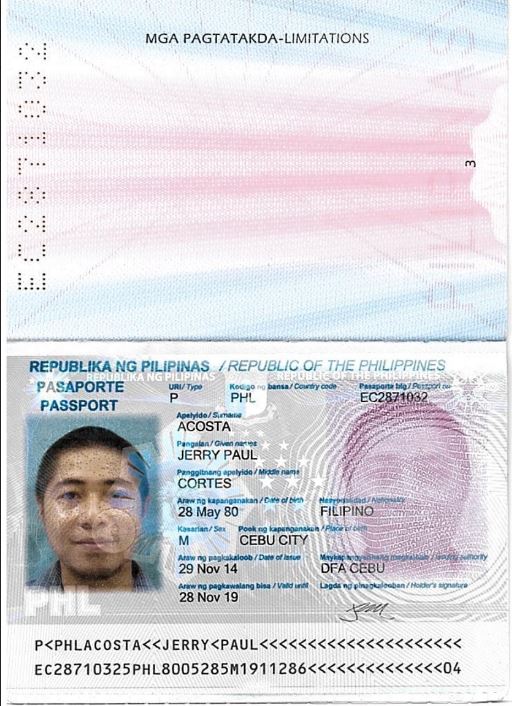 MGA PAGTATAKDA-LIMITATIONS
EC2871032
3
PILIPINAS
REPUBLIKA NG PILIPINAS / REPUBLIC OF THE PHILIPPINES
PASAPORTE
PASSPORT
URI/ Type Kodigo ng bansa / Country code Pasaporte blg / Passport no
P PHL EC2871032
Apelyido / Surname
ACOSTA
Pangalan / Given names
JERRY PAUL
Panggitnang apelyido / Middle name
CORTES
Araw ng kapanganakan / Date of birth Nasyonalidad / Nationality
28 May 80 FILIPINO
Kasarian / Sex Pook ng kapanganakan / Place of birth
M CEBU CITY
Araw ng pagkakaloob / Date of issue Maykapangyarihang / Issuing authority
29 Nov 14 DFA CEBU
Araw ng pagkawalang bisa / Valid until Lagda ng pinagkalooban / Holder's signature
28 Nov 19
PHL
P<PHLACOSTA<<JERRY<PAUL<<<<<<<<<<<<<<<<<<<<<
EC28710325PHL8005285M1911286<<<<<<<<<<<<<<04